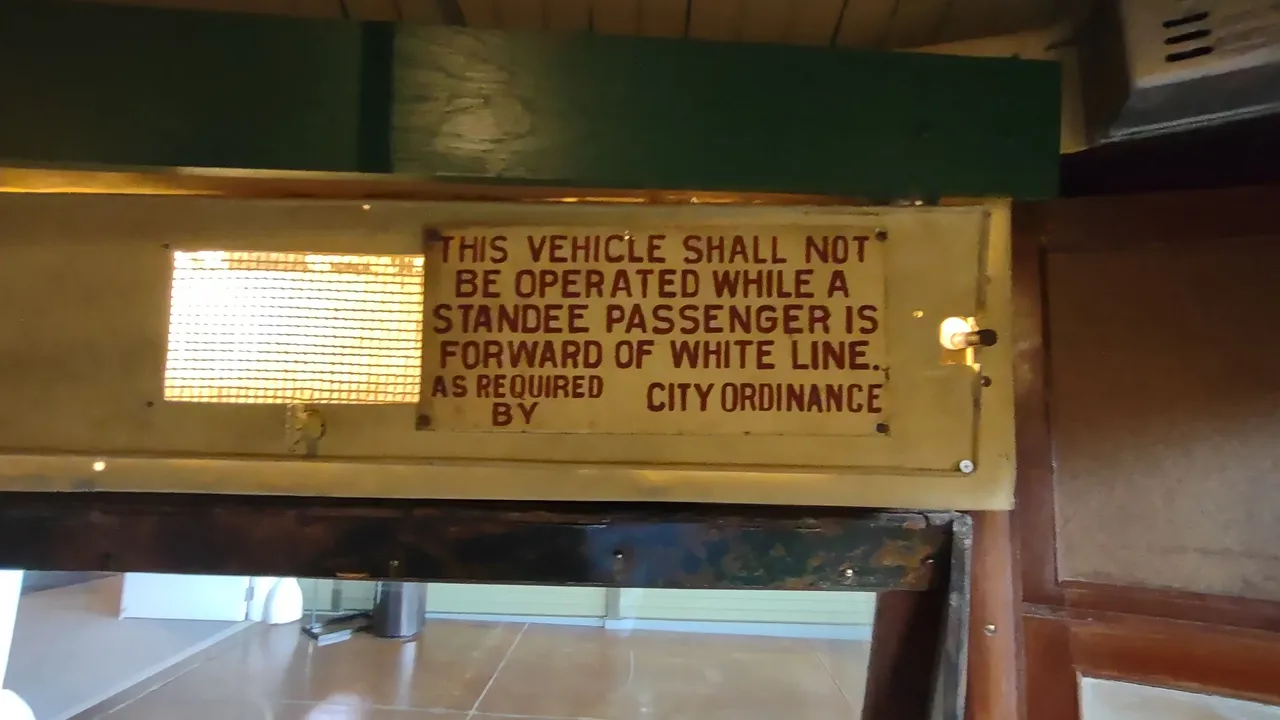 THIS VEHICLE SHALL NOT
BE OPERATED WHILE A
STANDEE PASSENGER IS
FORWARD OF WHITE LINE.
AS REQUIRED CITY ORDINANCE
BY